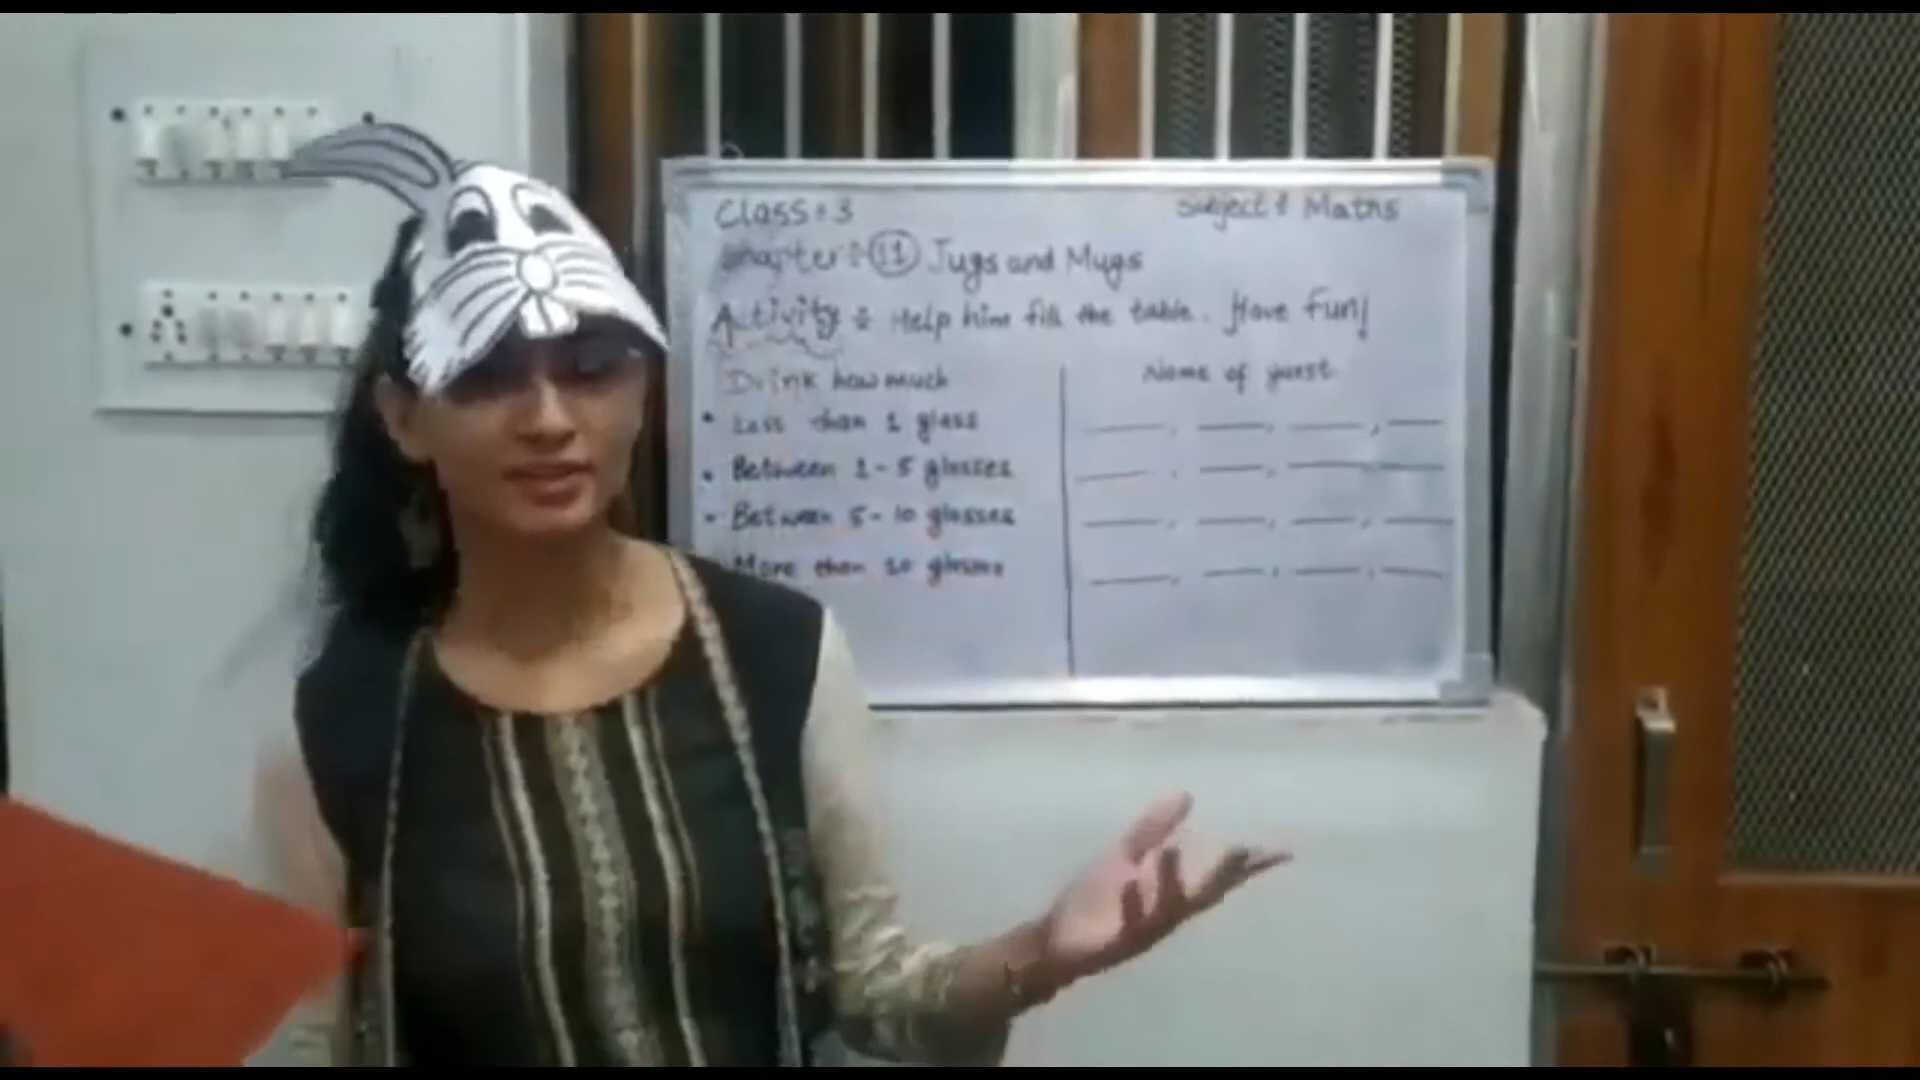 Class : 3 Subject : Maths
Chapter : 11 Jugs and Mugs
Activity : Help him fill the table. Have Fun!
Drink how much Name of guest
• Less than 1 glass
• Between 1 - 5 glasses
• Between 5 - 10 glasses
More than 10 glasses